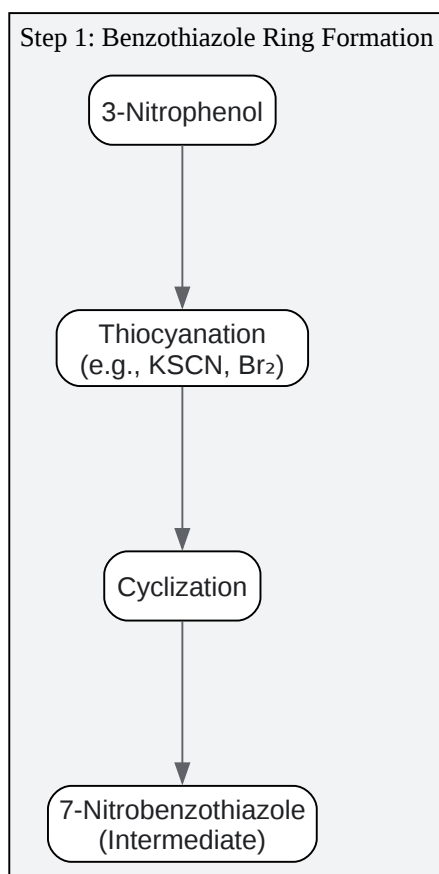 Step 1: Benzothiazole Ring Formation
3-Nitrophenol
Thiocyanation
(e.g., KSCN, Br₂)
Cyclization
7-Nitrobenzothiazole
(Intermediate)